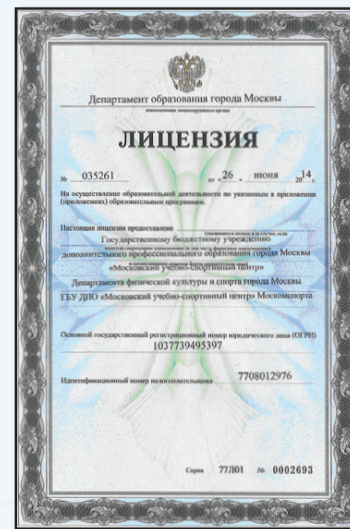 Департамент образования города Москвы
наименование лицензирующего органа
ЛИЦЕНЗИЯ
№ 035261 от «26» июня 2014 г.
На осуществление образовательной деятельности по указанным в приложении
(приложениях) образовательным программам.
Настоящая лицензия предоставлена
Государственному бюджетному учреждению
дополнительного профессионального образования города Москвы
«Московский учебно-спортивный центр»
Департамента физической культуры и спорта города Москвы
ГБУ ДПО «Московский учебно-спортивный центр» Москомспорта
Основной государственный регистрационный номер юридического лица (ОГРН)
1037739495397
Идентификационный номер налогоплательщика 7708012976
Серия 77Л01 № 0002693